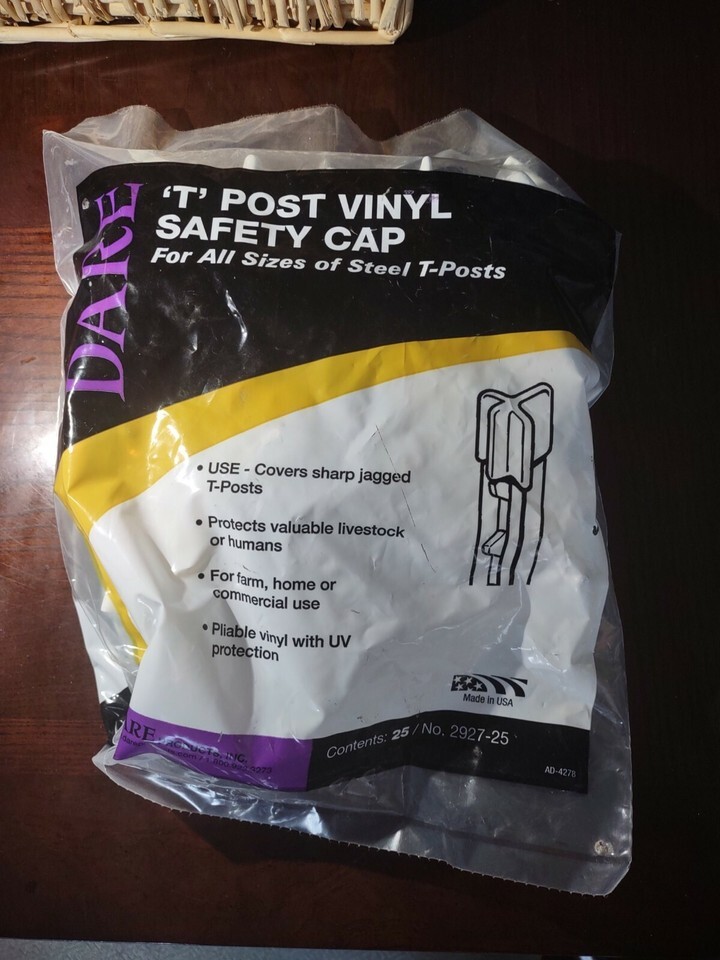 DARE
‘T’ POST VINYL
SAFETY CAP
For All Sizes of Steel T-Posts
• USE - Covers sharp jagged
T-Posts
• Protects valuable livestock
or humans
• For farm, home or
commercial use
• Pliable vinyl with UV
protection
Made in USA
Contents: 25 / No. 2927-25
AD-4278
INC.